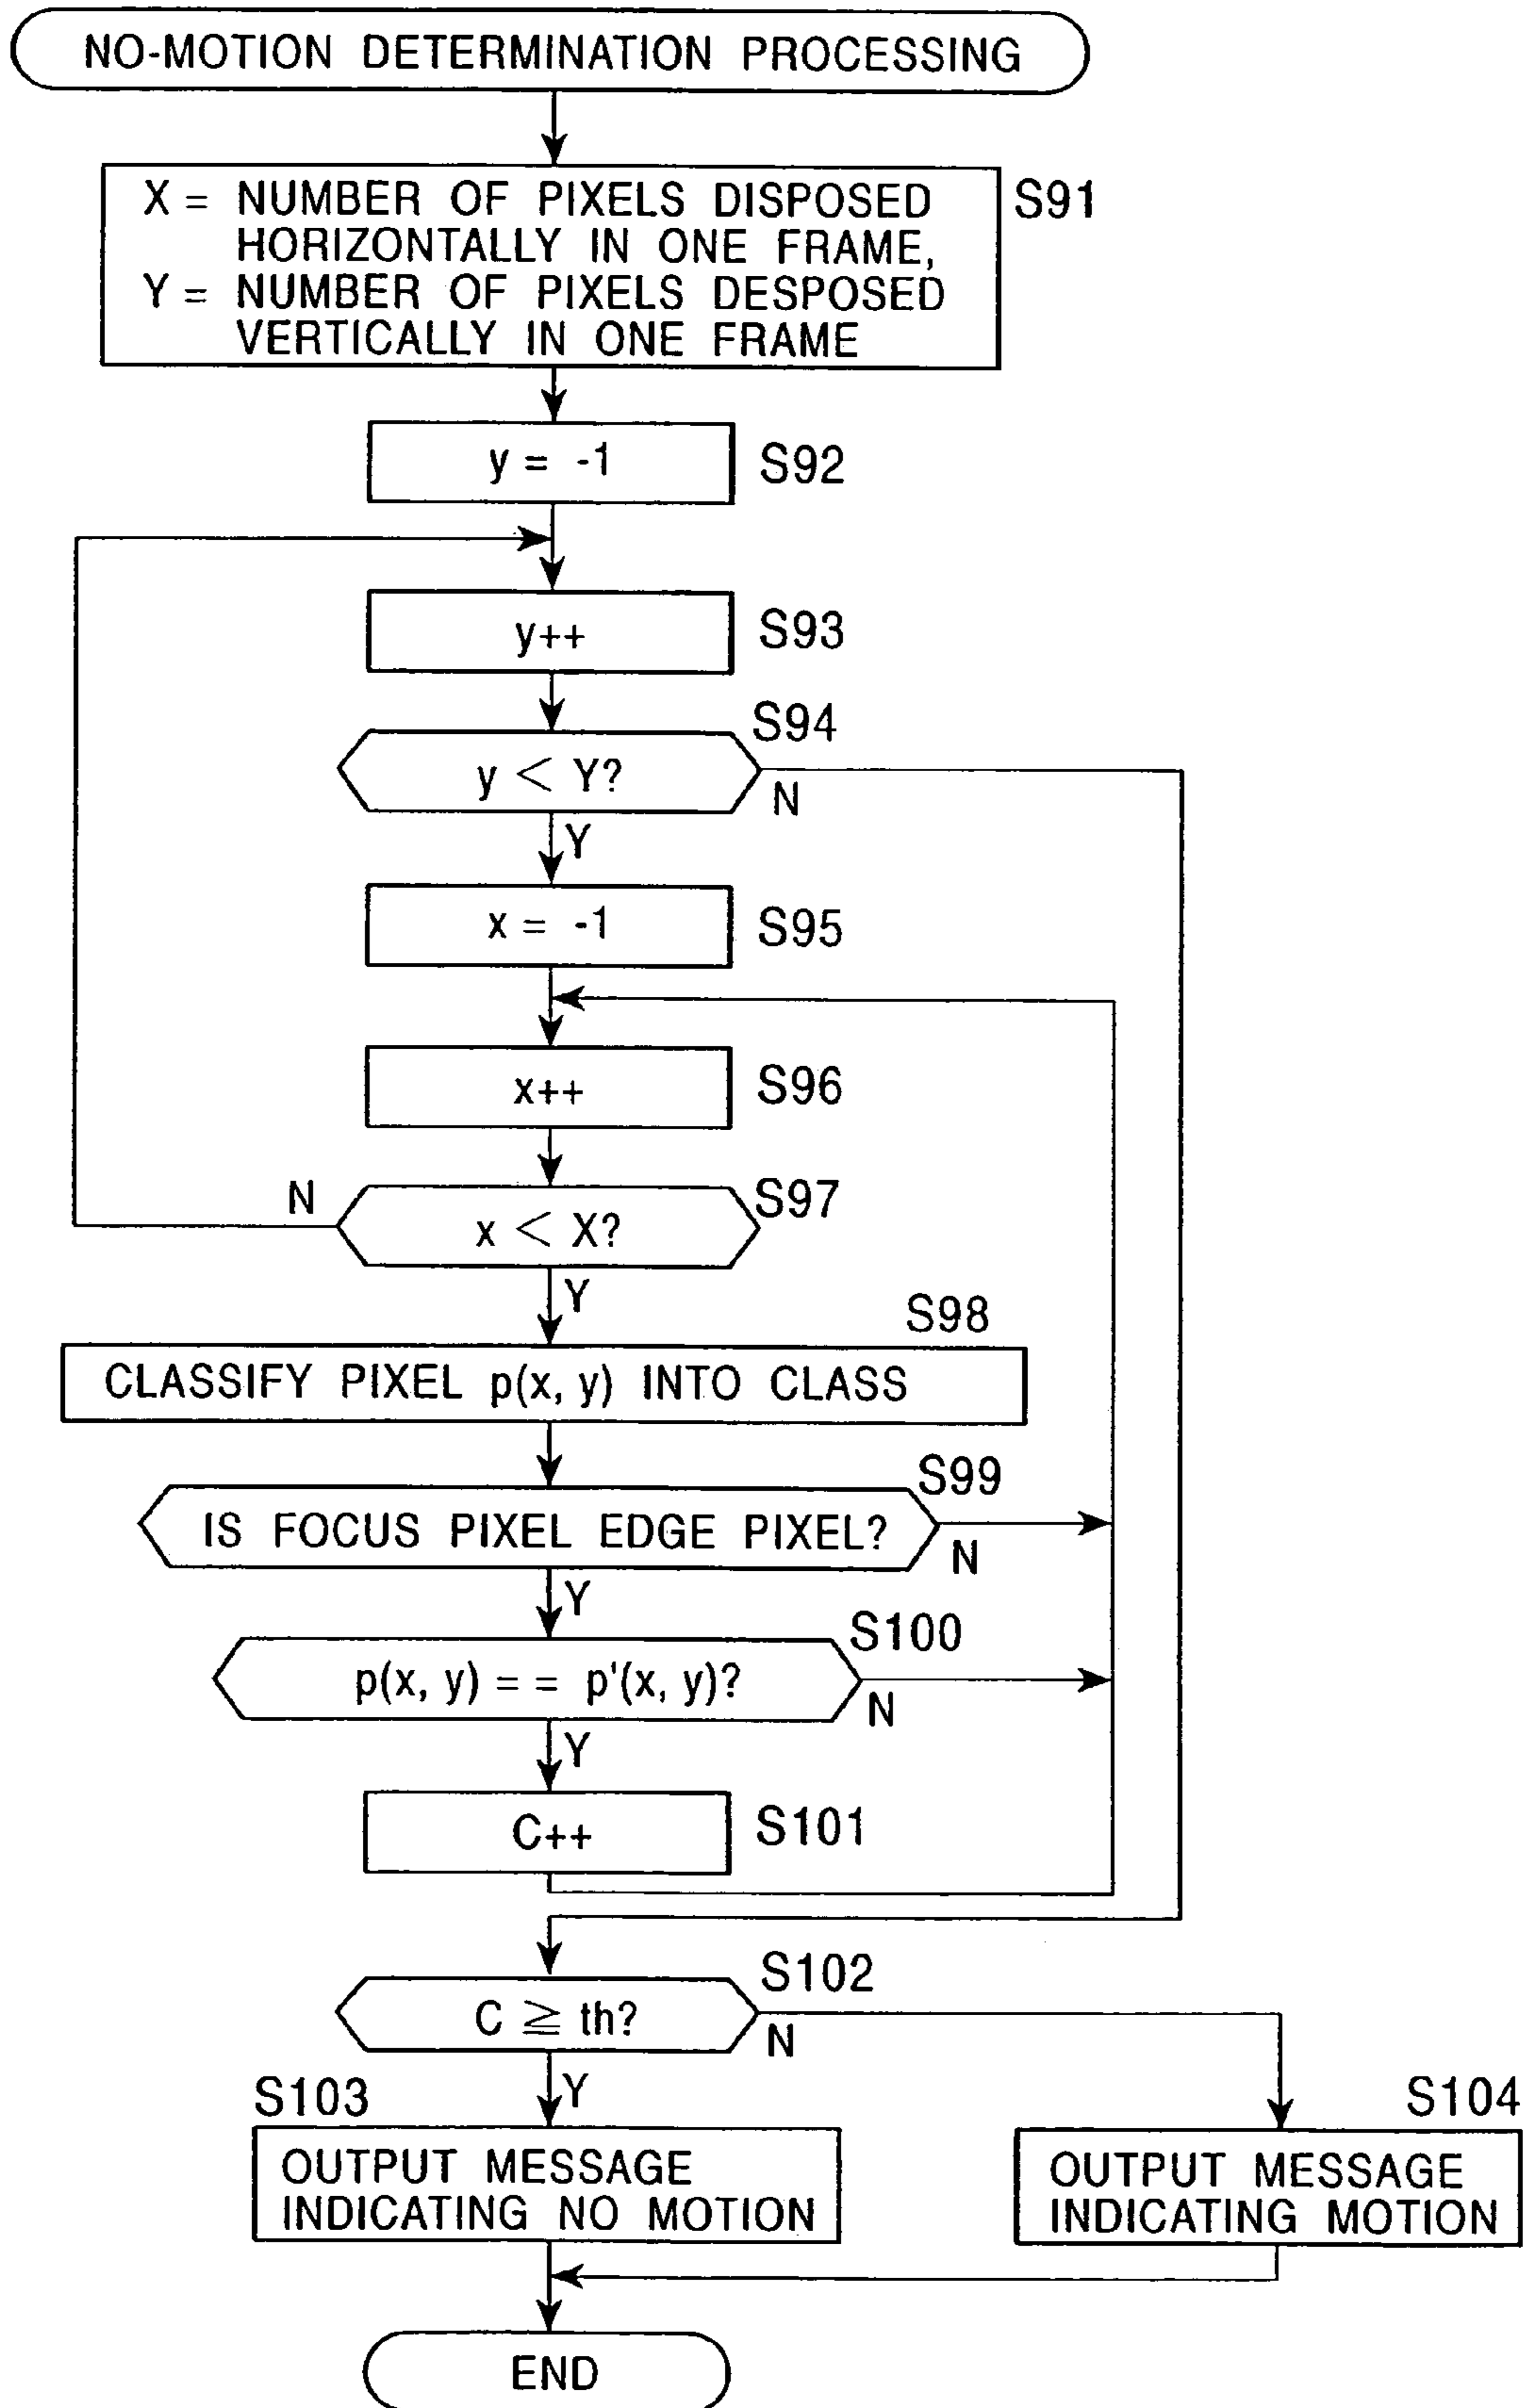 NO-MOTION DETERMINATION PROCESSING
X = NUMBER OF PIXELS DISPOSED
HORIZONTALLY IN ONE FRAME,
Y = NUMBER OF PIXELS DESPOSED
VERTICALLY IN ONE FRAME
S91
y = -1
S92
y++
S93
S94
y < Y?
N
Y
x = -1
S95
x++
S96
S97
N
x < X?
Y
S98
CLASSIFY PIXEL p(x, y) INTO CLASS
S99
IS FOCUS PIXEL EDGE PIXEL?
N
Y
S100
p(x, y) = = p'(x, y)?
N
Y
C++
S101
S102
C ≧ th?
N
Y
S103
OUTPUT MESSAGE
INDICATING NO MOTION
S104
OUTPUT MESSAGE
INDICATING MOTION
END